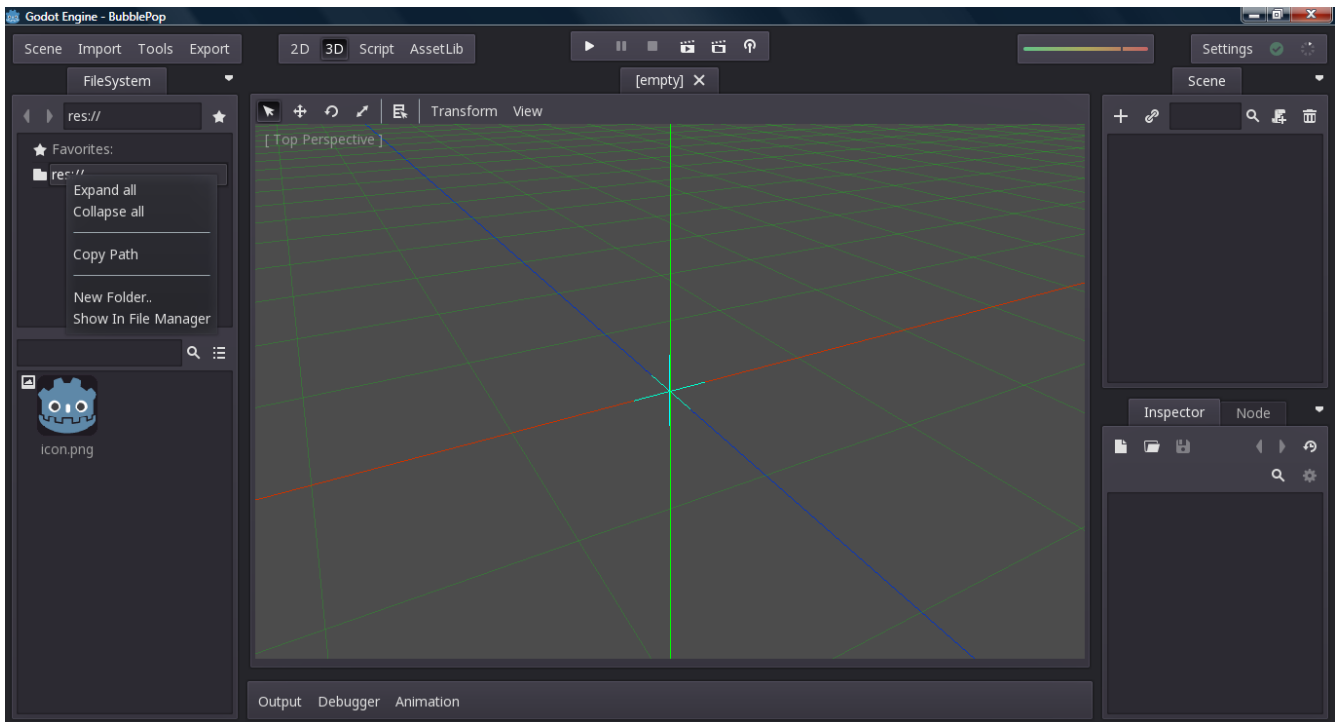 Godot Engine - BubblePop
Scene Import Tools Export
2D 3D Script AssetLib
Settings
FileSystem
[empty]
Scene
res://
Transform View
[ Top Perspective ]
Favorites:
res://
Expand all
Collapse all
Copy Path
New Folder..
Show In File Manager
icon.png
Inspector Node
Output Debugger Animation